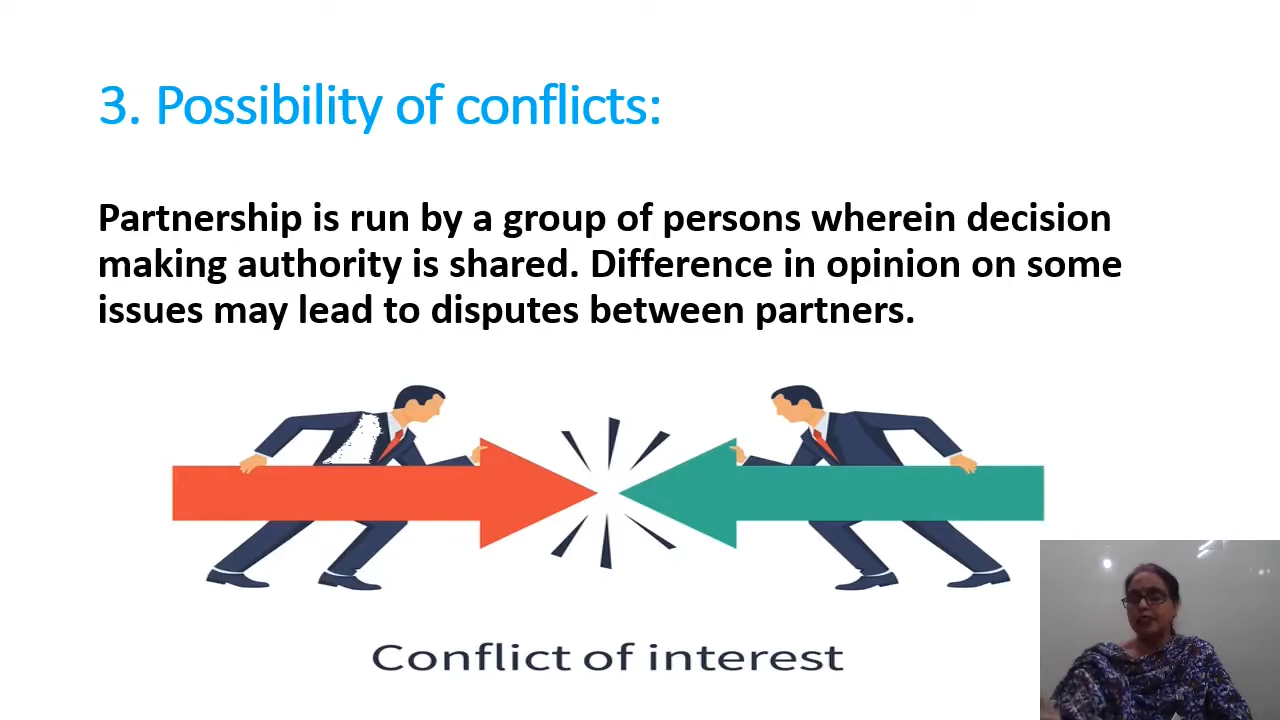 3. Possibility of conflicts:
Partnership is run by a group of persons wherein decision
making authority is shared. Difference in opinion on some
issues may lead to disputes between partners.
Conflict of interest